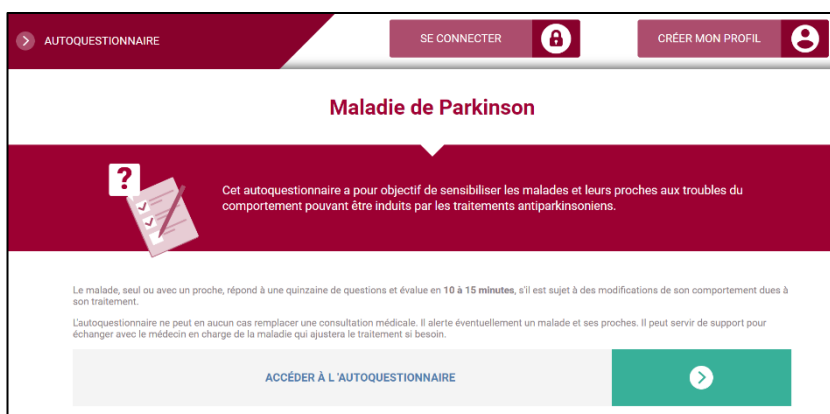 AUTOQUESTIONNAIRE
SE CONNECTER
CRÉER MON PROFIL
Maladie de Parkinson
?
Cet autoquestionnaire a pour objectif de sensibiliser les malades et leurs proches aux troubles du
comportement pouvant être induits par les traitements antiparkinsoniens.
Le malade, seul ou avec un proche, répond à une quinzaine de questions et évalue en 10 à 15 minutes, s'il est sujet à des modifications de son comportement dues à
son traitement.
L'autoquestionnaire ne peut en aucun cas remplacer une consultation médicale. Il alerte éventuellement un malade et ses proches. Il peut servir de support pour
échanger avec le médecin en charge de la maladie qui ajustera le traitement si besoin.
ACCÉDER À L 'AUTOQUESTIONNAIRE